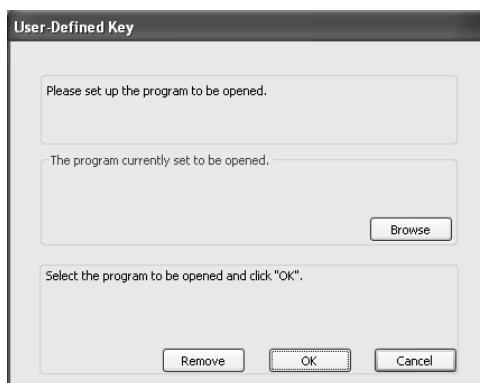 User-Defined Key
Please set up the program to be opened.
The program currently set to be opened.
Browse
Select the program to be opened and click "OK".
Remove OK Cancel